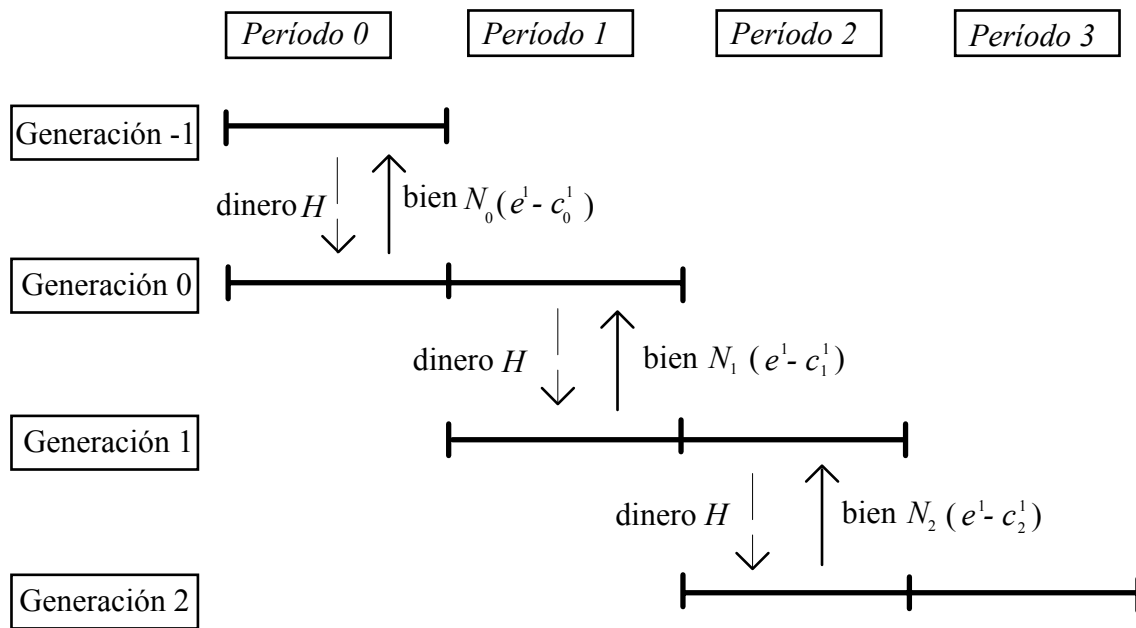 Período 0 Período 1 Período 2 Período 3
Generación -1
dinero H bien N₀(e¹- c₀¹)
Generación 0
dinero H bien N₁ (e¹- c₁¹)
Generación 1
dinero H bien N₂ (e¹- c₂¹)
Generación 2